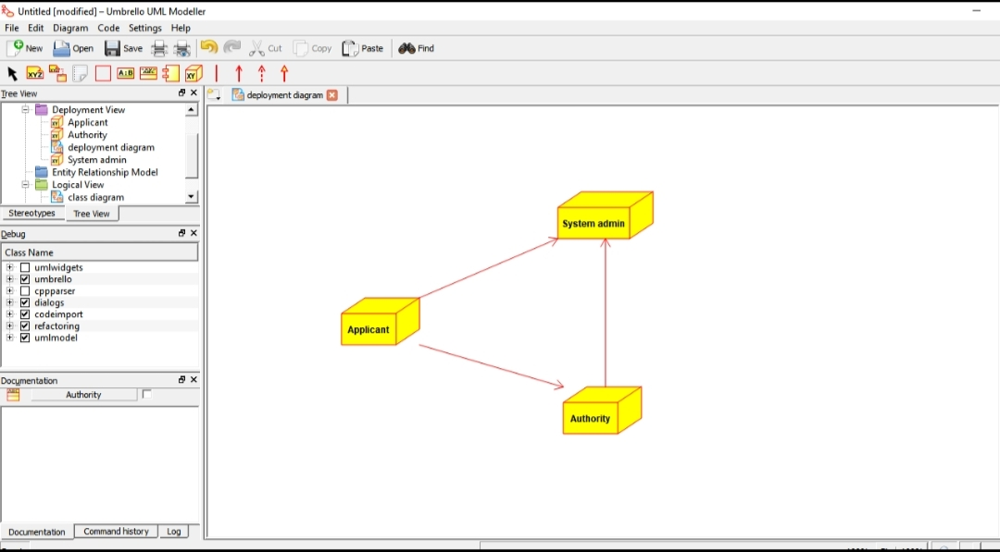 Untitled [modified] – Umbrello UML Modeller
File Edit Diagram Code Settings Help
New Open Save Cut Copy Paste Find
XYZ A↓B XY
Tree View
deployment diagram
Deployment View
Applicant
Authority
deployment diagram
System admin
Entity Relationship Model
Logical View
class diagram
Stereotypes Tree View
Debug
Class Name
umlwidgets
umbrello
cppparser
dialogs
codeimport
refactoring
umlmodel
Documentation
Authority
Documentation Command history Log
System admin
Applicant
Authority